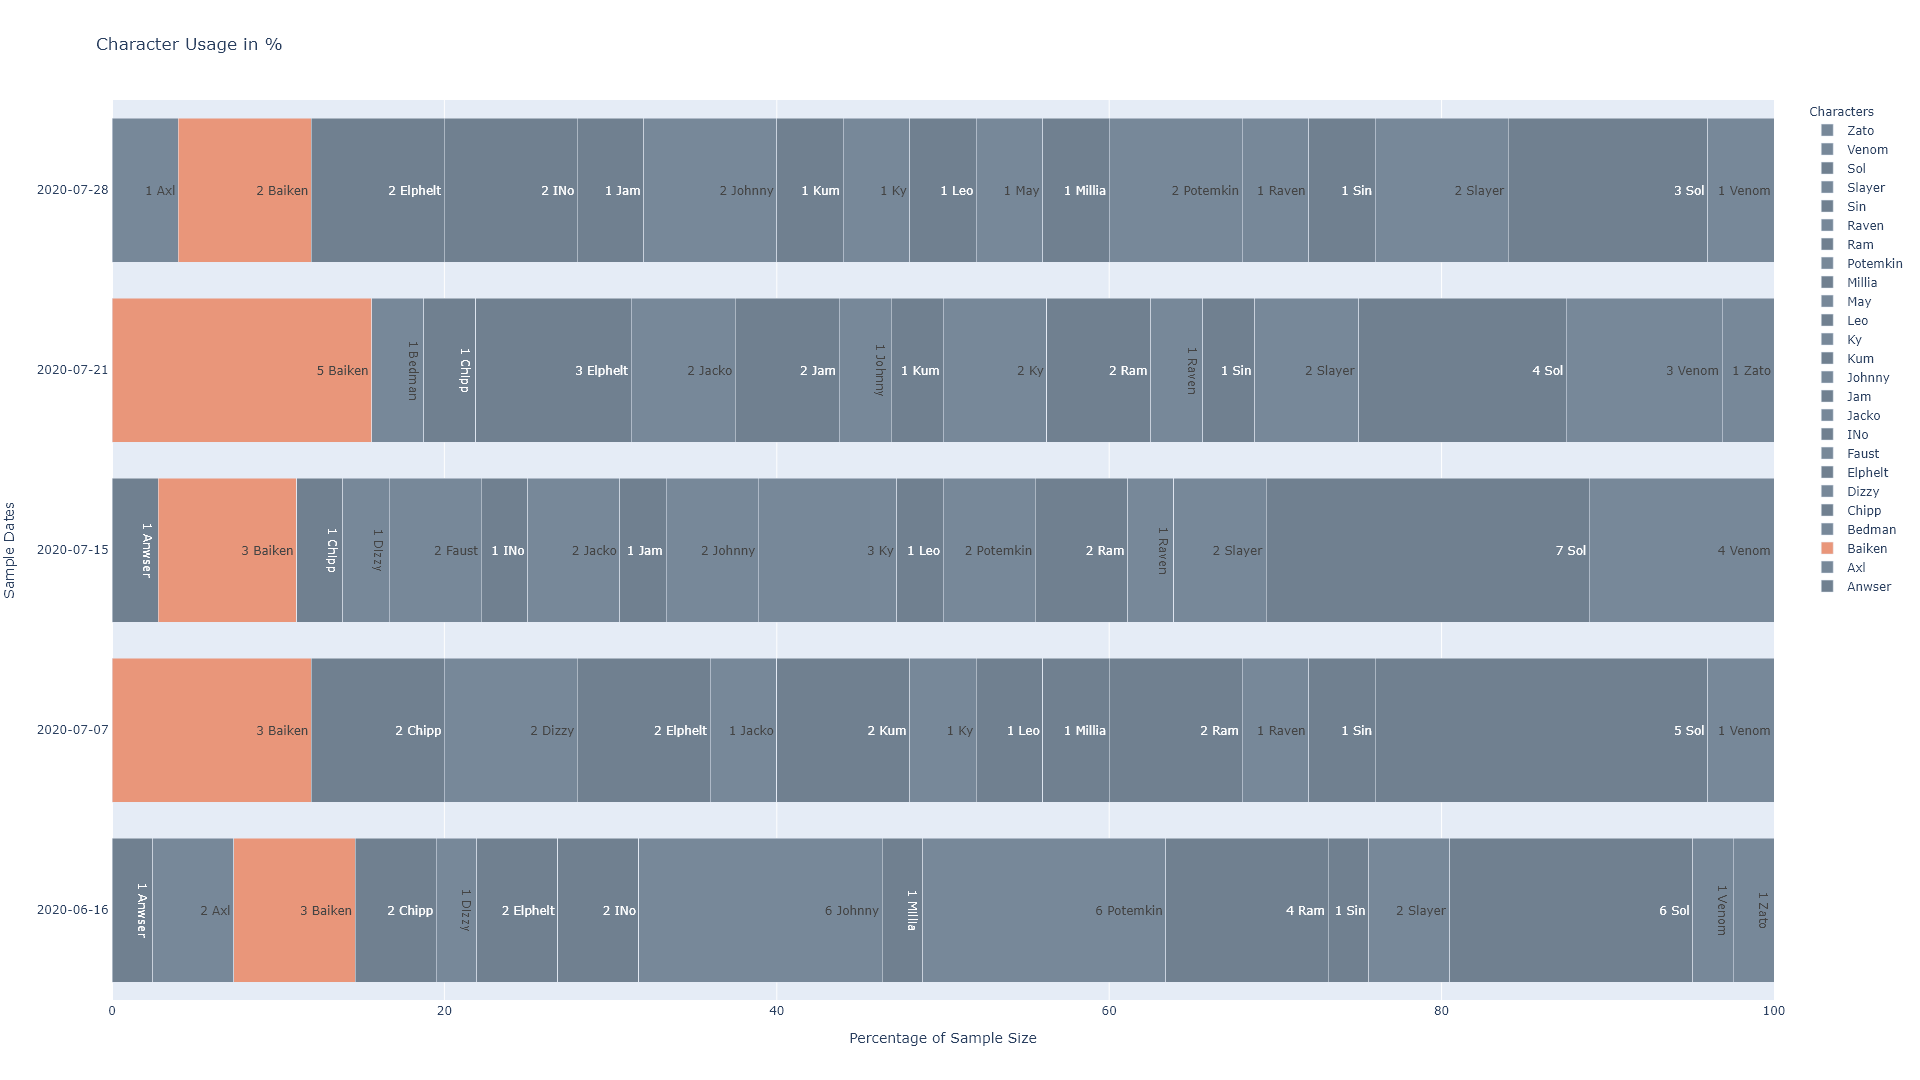 Character Usage in %
2020-07-28
1 Axl
2 Baiken
2 Elphelt
2 INo
1 Jam
2 Johnny
1 Kum
1 Ky
1 Leo
1 May
1 Millia
2 Potemkin
1 Raven
1 Sin
2 Slayer
3 Sol
1 Venom
2020-07-21
5 Baiken
1 Bedman
1 Chipp
3 Elphelt
2 Jacko
2 Jam
1 Johnny
1 Kum
2 Ky
2 Ram
1 Raven
1 Sin
2 Slayer
4 Sol
3 Venom
1 Zato
2020-07-15
1 Anwser
3 Baiken
1 Chipp
1 Dizzy
2 Faust
1 INo
2 Jacko
1 Jam
2 Johnny
3 Ky
1 Leo
2 Potemkin
2 Ram
1 Raven
2 Slayer
7 Sol
4 Venom
2020-07-07
3 Baiken
2 Chipp
2 Dizzy
2 Elphelt
1 Jacko
2 Kum
1 Ky
1 Leo
1 Millia
2 Ram
1 Raven
1 Sin
5 Sol
1 Venom
2020-06-16
1 Anwser
2 Axl
3 Baiken
2 Chipp
1 Dizzy
2 Elphelt
2 INo
6 Johnny
1 Millia
6 Potemkin
4 Ram
1 Sin
2 Slayer
6 Sol
1 Venom
1 Zato
0
20
40
60
80
100
Percentage of Sample Size
Sample Dates
Characters
Zato
Venom
Sol
Slayer
Sin
Raven
Ram
Potemkin
Millia
May
Leo
Ky
Kum
Johnny
Jam
Jacko
INo
Faust
Elphelt
Dizzy
Chipp
Bedman
Baiken
Axl
Anwser